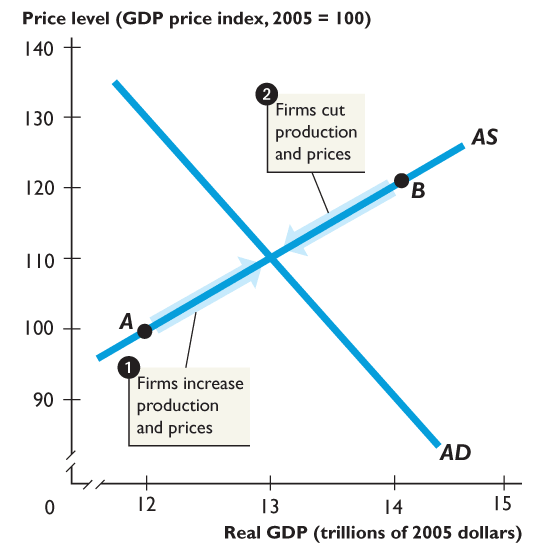 Price level (GDP price index, 2005 = 100)
140
130
120
110
100
90
0
2
Firms cut
production
and prices
AS
B
A
1
Firms increase
production
and prices
AD
12
13
14
15
Real GDP (trillions of 2005 dollars)